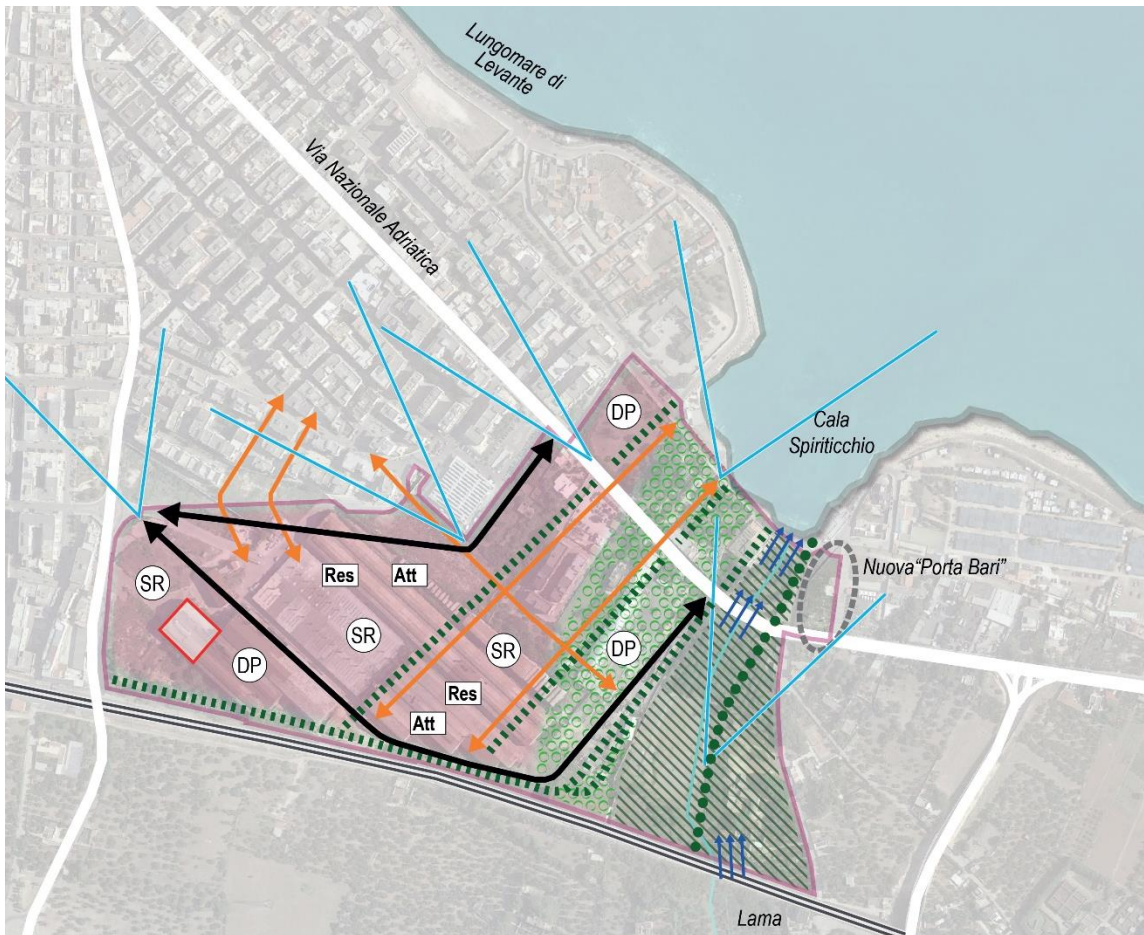 Lungomare di
Levante
Via Nazionale Adriatica
DP
Cala
Spiriticchio
Nuova“Porta Bari”
Res
Att
SR
SR
SR
DP
DP
Res
Att
Lama